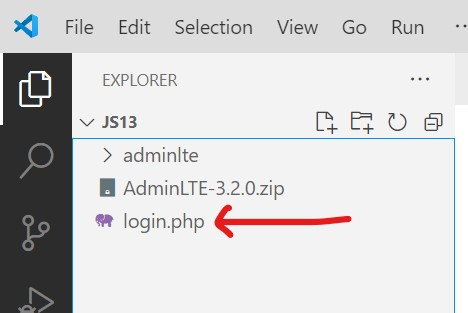 File Edit Selection View Go Run
EXPLORER
JS13
adminlte
AdminLTE-3.2.0.zip
login.php